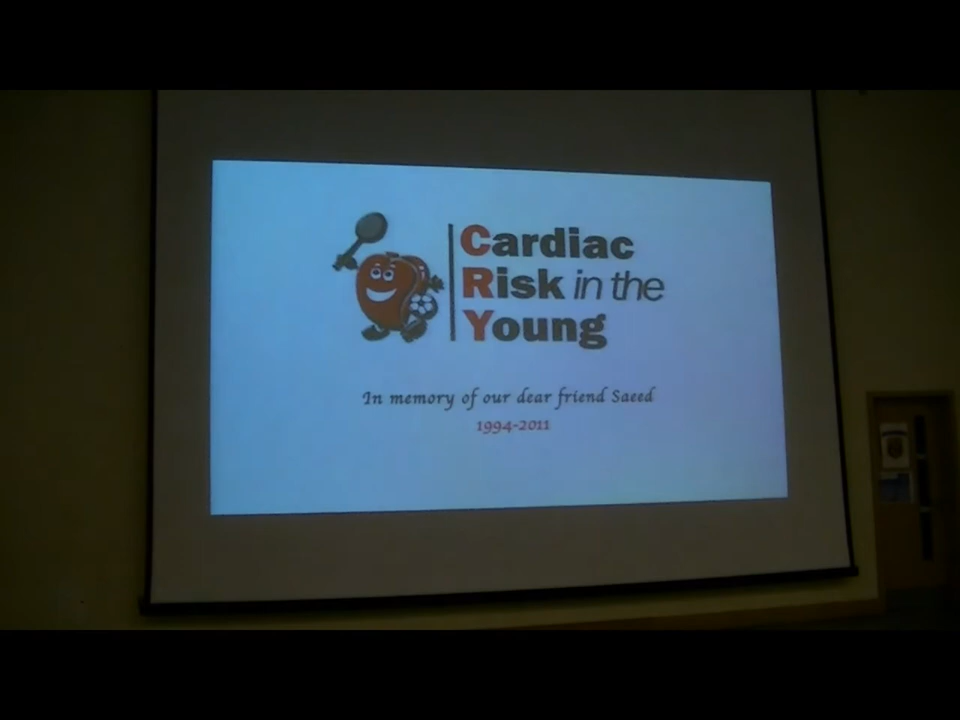 Cardiac
Risk in the
Young
In memory of our dear friend Saeed
1994-2011